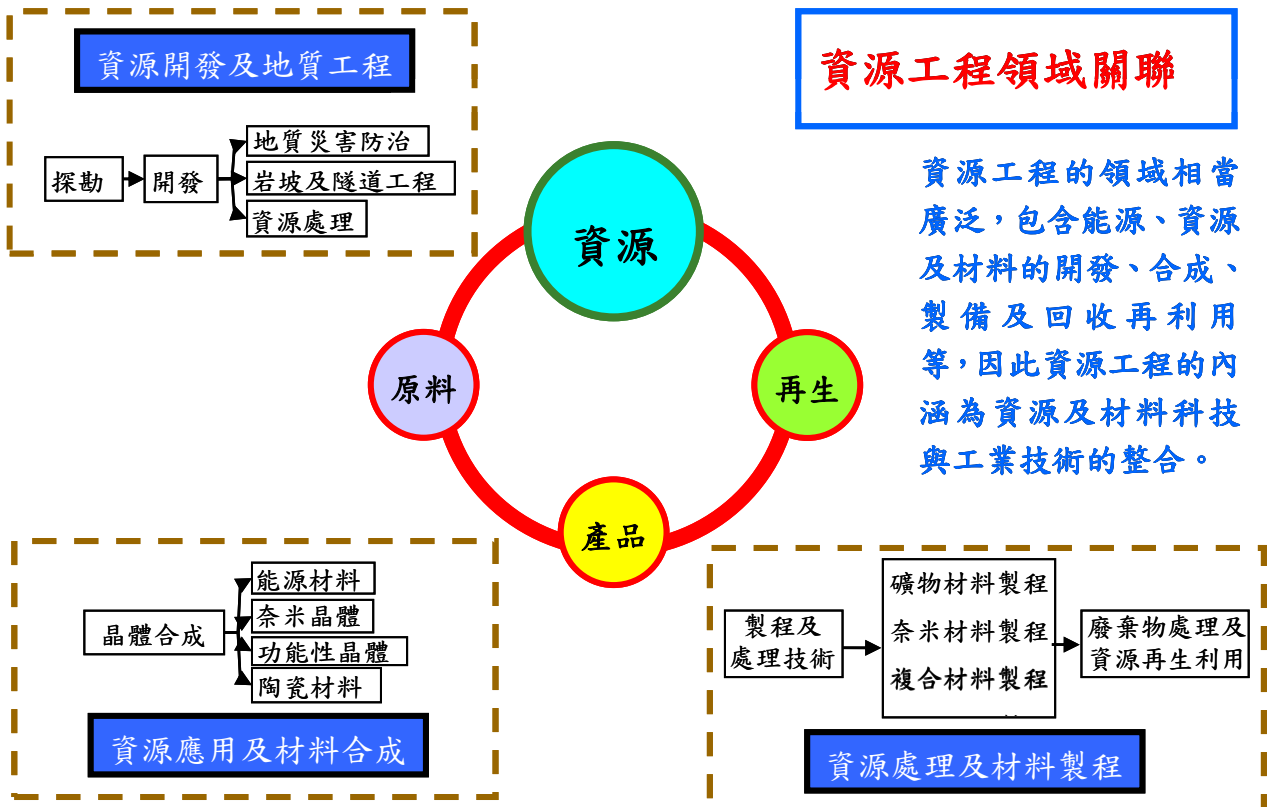 資源開發及地質工程
探勘
開發
地質災害防治
岩坡及隧道工程
資源處理
資源工程領域關聯
資源工程的領域相當
廣泛，包含能源、資源
及材料的開發、合成、
製備及回收再利用
等，因此資源工程的內
涵為資源及材料科技
與工業技術的整合。
資源
原料
再生
產品
晶體合成
能源材料
奈米晶體
功能性晶體
陶瓷材料
資源應用及材料合成
製程及
處理技術
礦物材料製程
奈米材料製程
複合材料製程
廢棄物處理及
資源再生利用
資源處理及材料製程